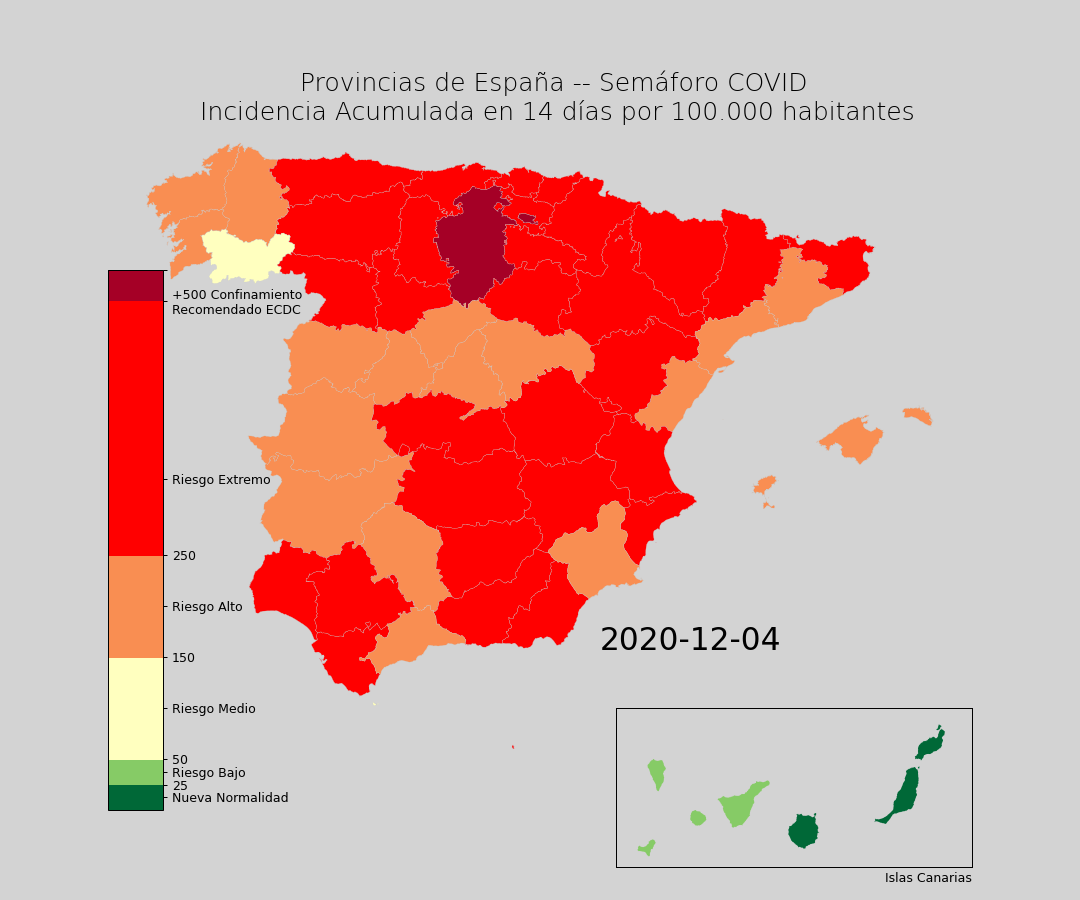 Provincias de España -- Semáforo COVID
Incidencia Acumulada en 14 días por 100.000 habitantes
+500 Confinamiento
Recomendado ECDC
Riesgo Extremo
250
Riesgo Alto
150
Riesgo Medio
50
Riesgo Bajo
25
Nueva Normalidad
2020-12-04
Islas Canarias